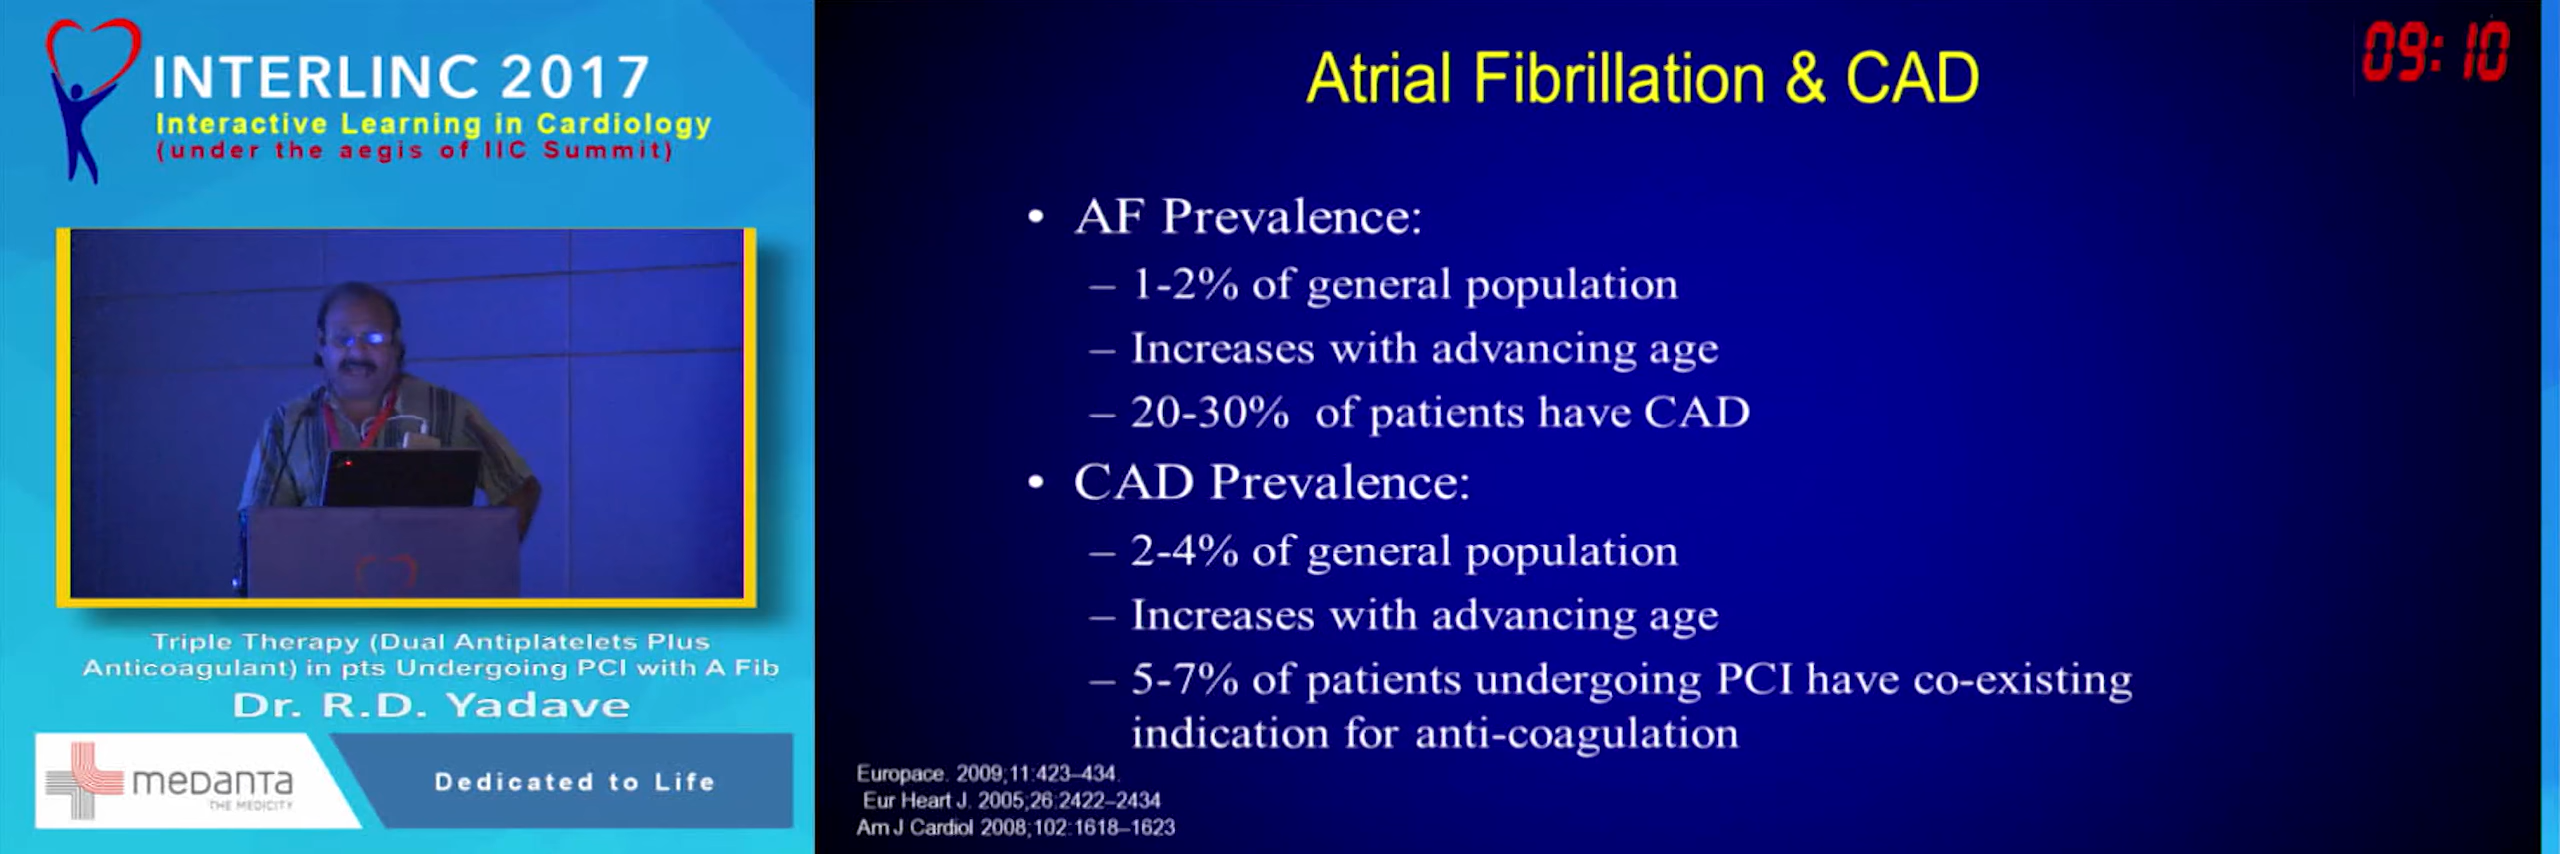 INTERLINC 2017
Interactive Learning in Cardiology
(under the aegis of IIC Summit)
Triple Therapy (Dual Antiplatelets Plus
Anticoagulant) in pts Undergoing PCI with A Fib
Dr. R.D. Yadave
medanta
THE MEDICITY
Dedicated to Life
09:10
Atrial Fibrillation & CAD
• AF Prevalence:
– 1-2% of general population
– Increases with advancing age
– 20-30% of patients have CAD
• CAD Prevalence:
– 2-4% of general population
– Increases with advancing age
– 5-7% of patients undergoing PCI have co-existing
indication for anti-coagulation
Europace. 2009;11:423–434.
Eur Heart J. 2005;26:2422–2434
Am J Cardiol 2008;102:1618–1623